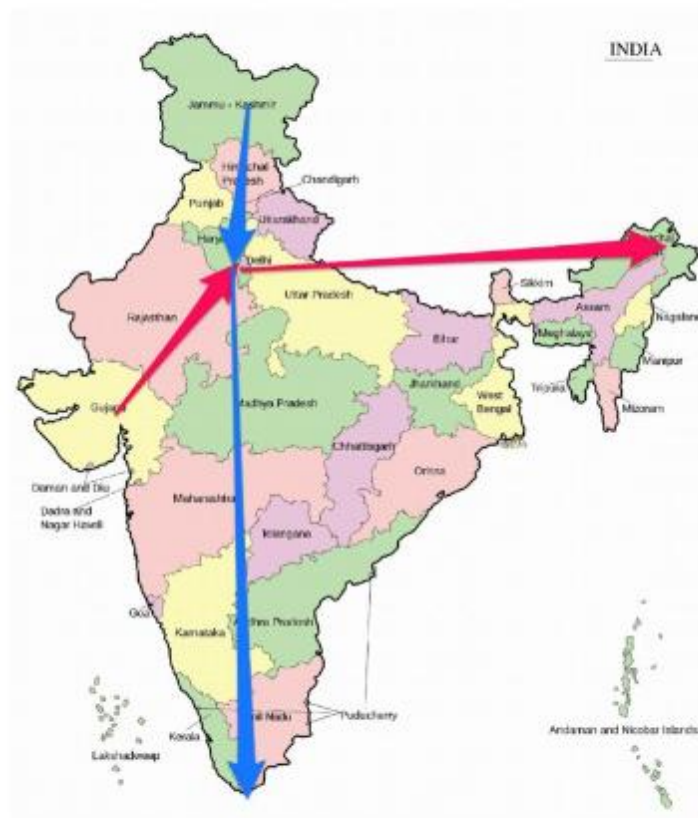 INDIA
Jammu - Kashmir
Himachal
Pradesh
Chandigarh
Punjab
Uttarakhand
Delhi
Rajasthan
Uttar Pradesh
Sikkim
Assam
Nagaland
Bihar
Meghalaya
Manipur
Gujarat
Madhya Pradesh
Jharkhand
West
Bengal
Tripura
Mizoram
Chhattisgarh
Daman and Diu
Orissa
Maharashtra
Dadra and
Nagar Haveli
Telangana
Goa
Karnataka
Andhra Pradesh
Puducherry
Kerala
Nadu
Lakshadweep
Andaman and Nicobar Islands